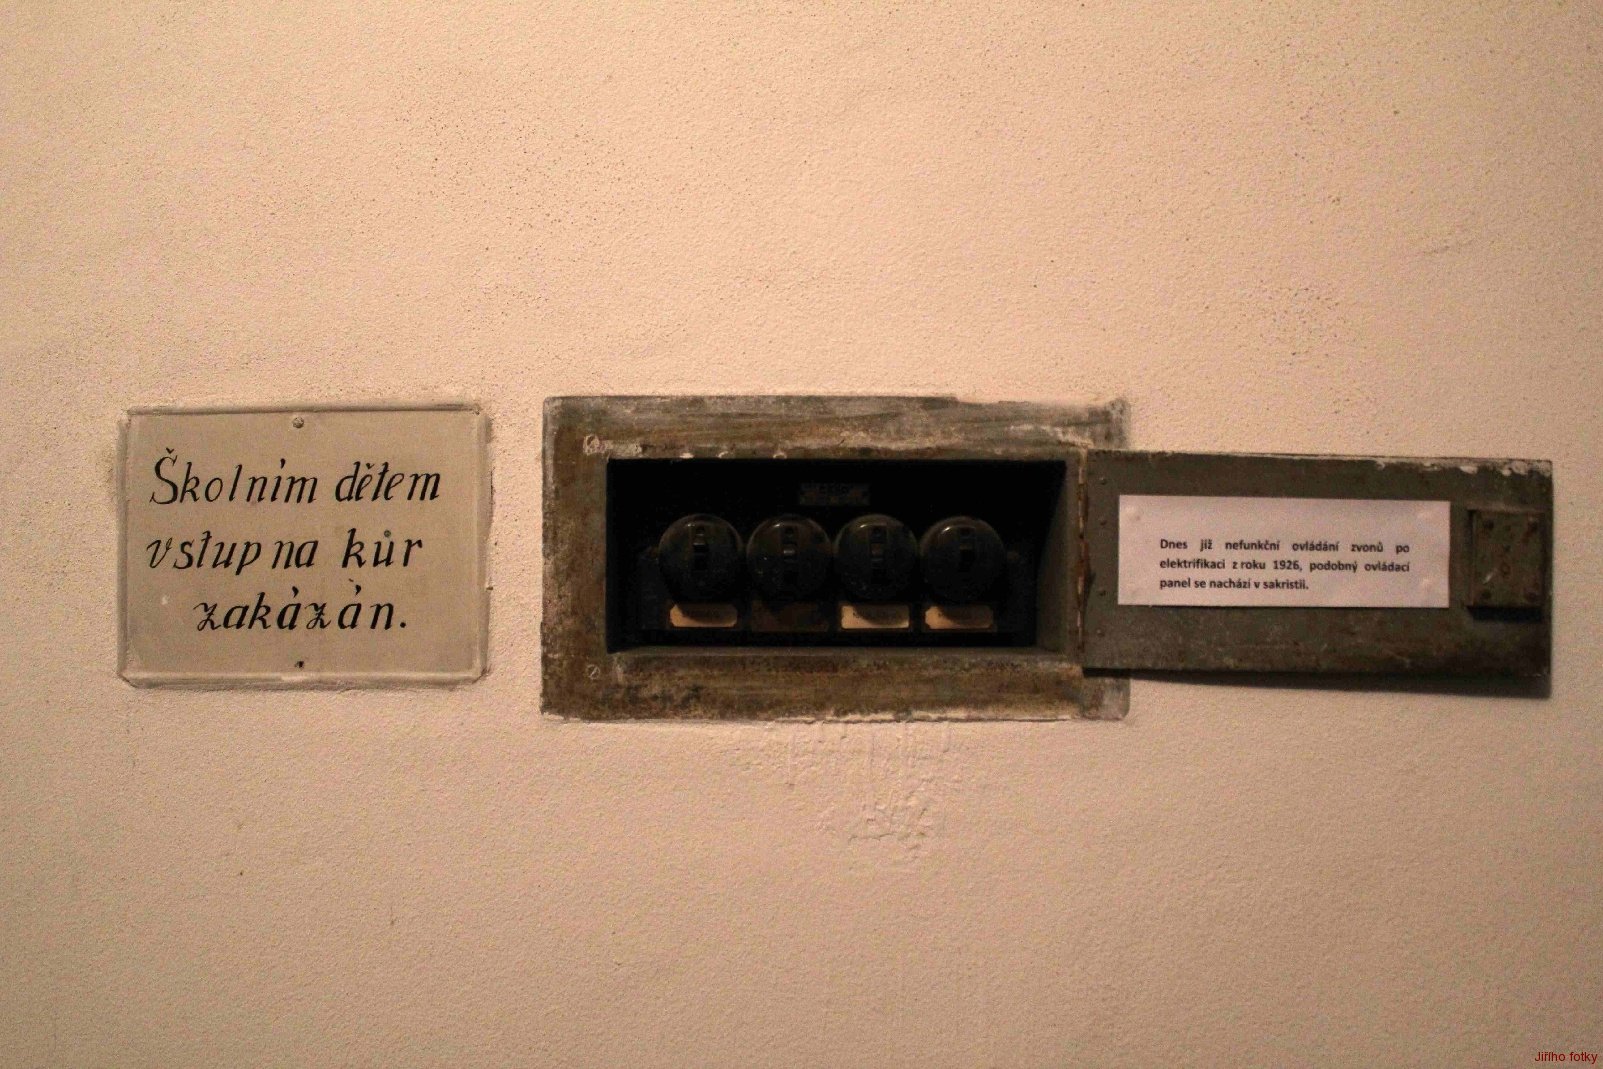 Školním dětem
vstup na kůr
zakázán.
Dnes již nefunkční ovládání zvonů po
elektrifikaci z roku 1926, podobný ovládací
panel se nachází v sakristii.
Jiřího fotky